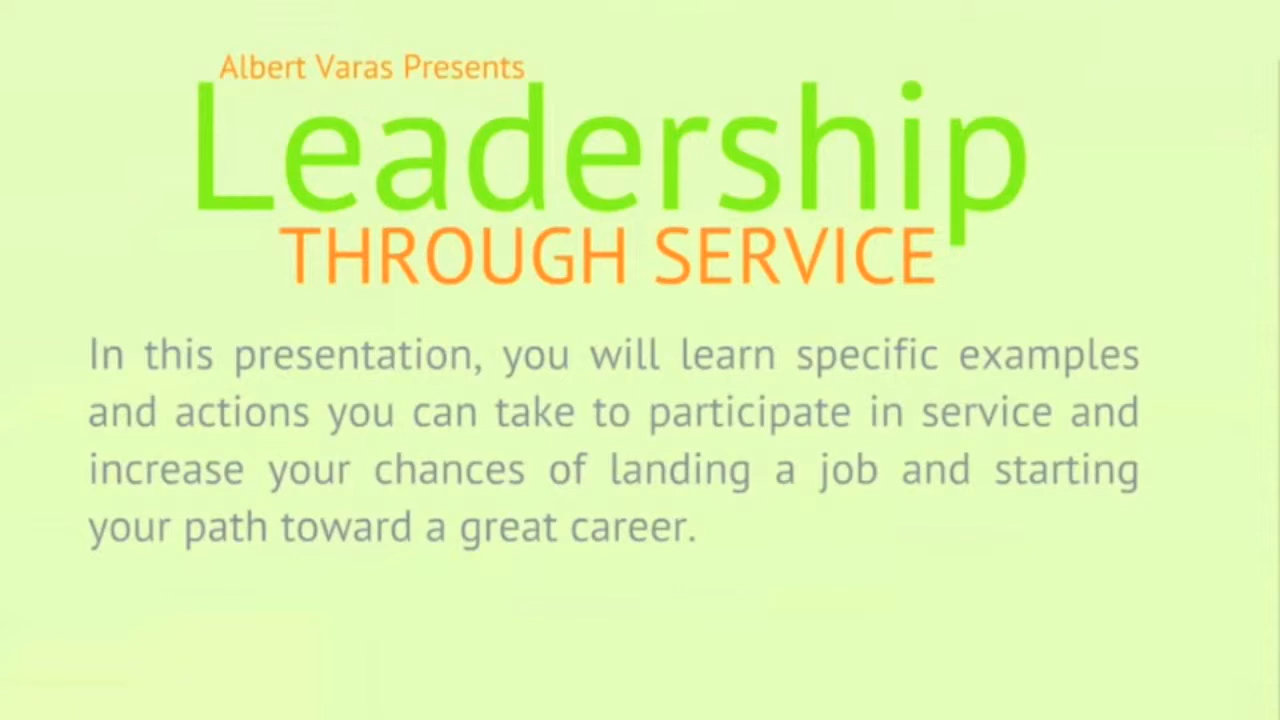 Albert Varas Presents
Leadership
THROUGH SERVICE
In this presentation, you will learn specific examples
and actions you can take to participate in service and
increase your chances of landing a job and starting
your path toward a great career.